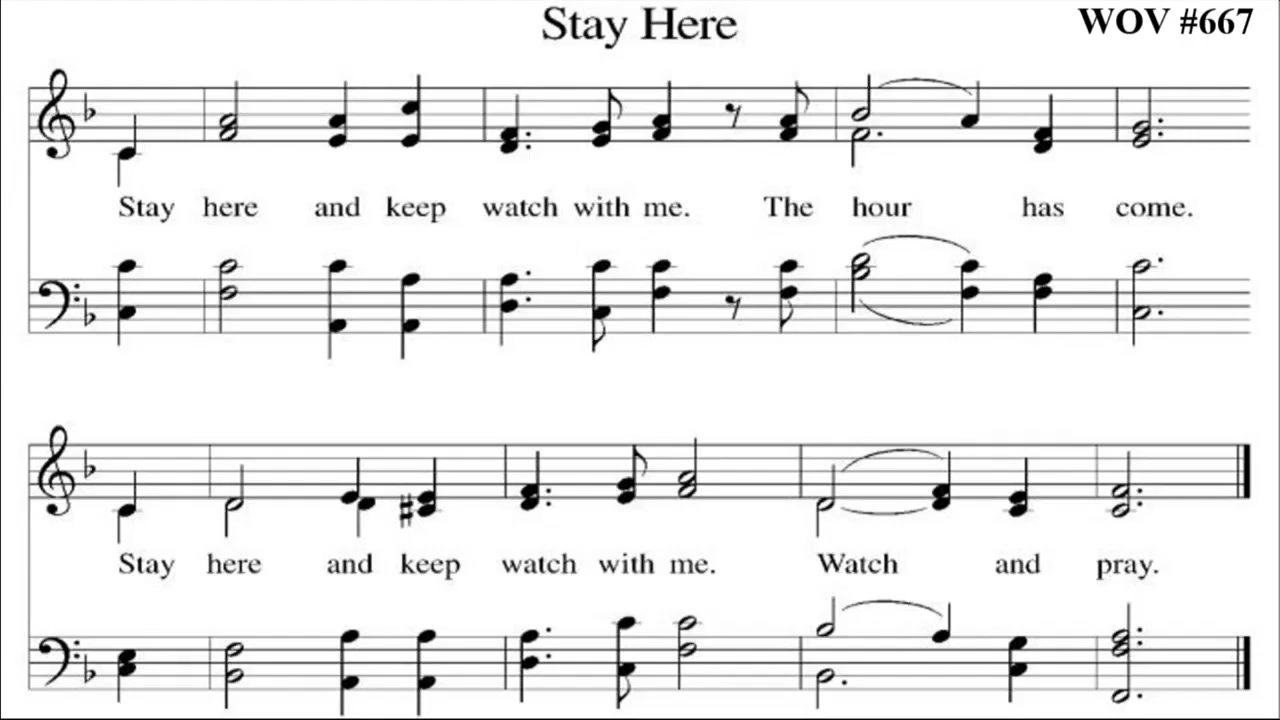 Stay Here
WOV #667
Stay here and keep watch with me. The hour has come.
Stay here and keep watch with me. Watch and pray.